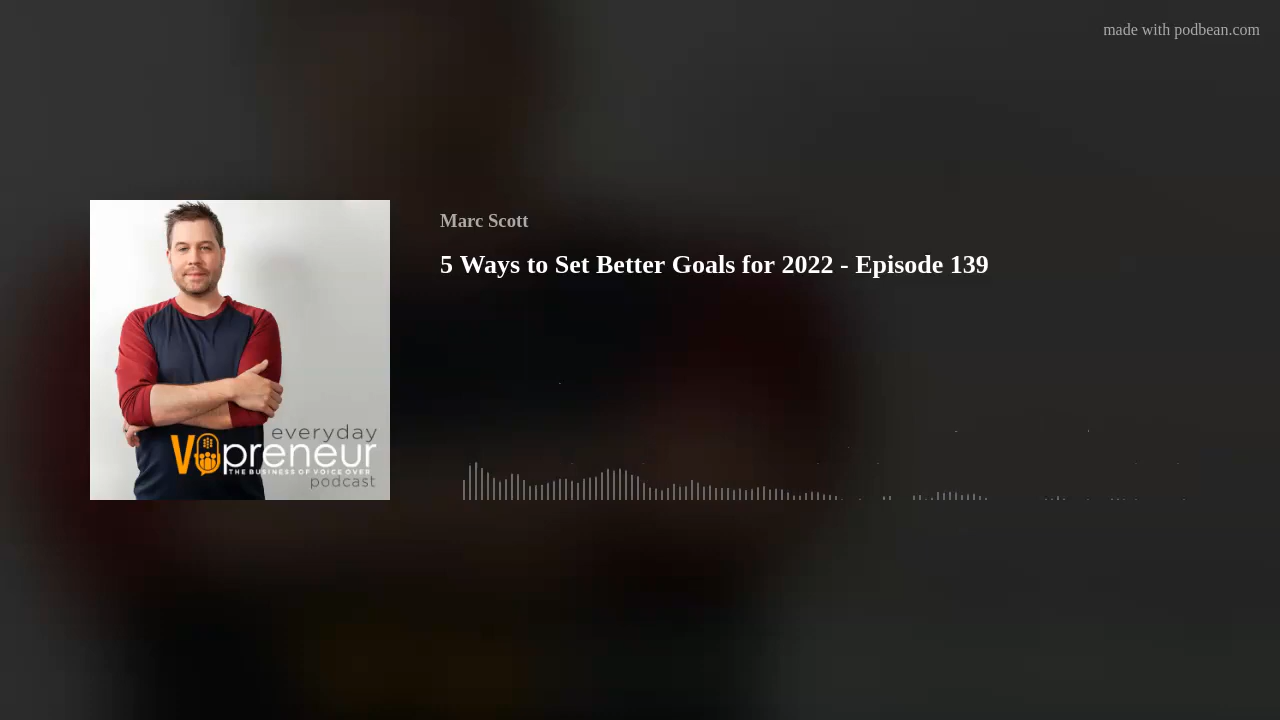 made with podbean.com
Marc Scott
5 Ways to Set Better Goals for 2022 - Episode 139
everyday
VOpreneur
THE BUSINESS OF VOICE OVER
podcast